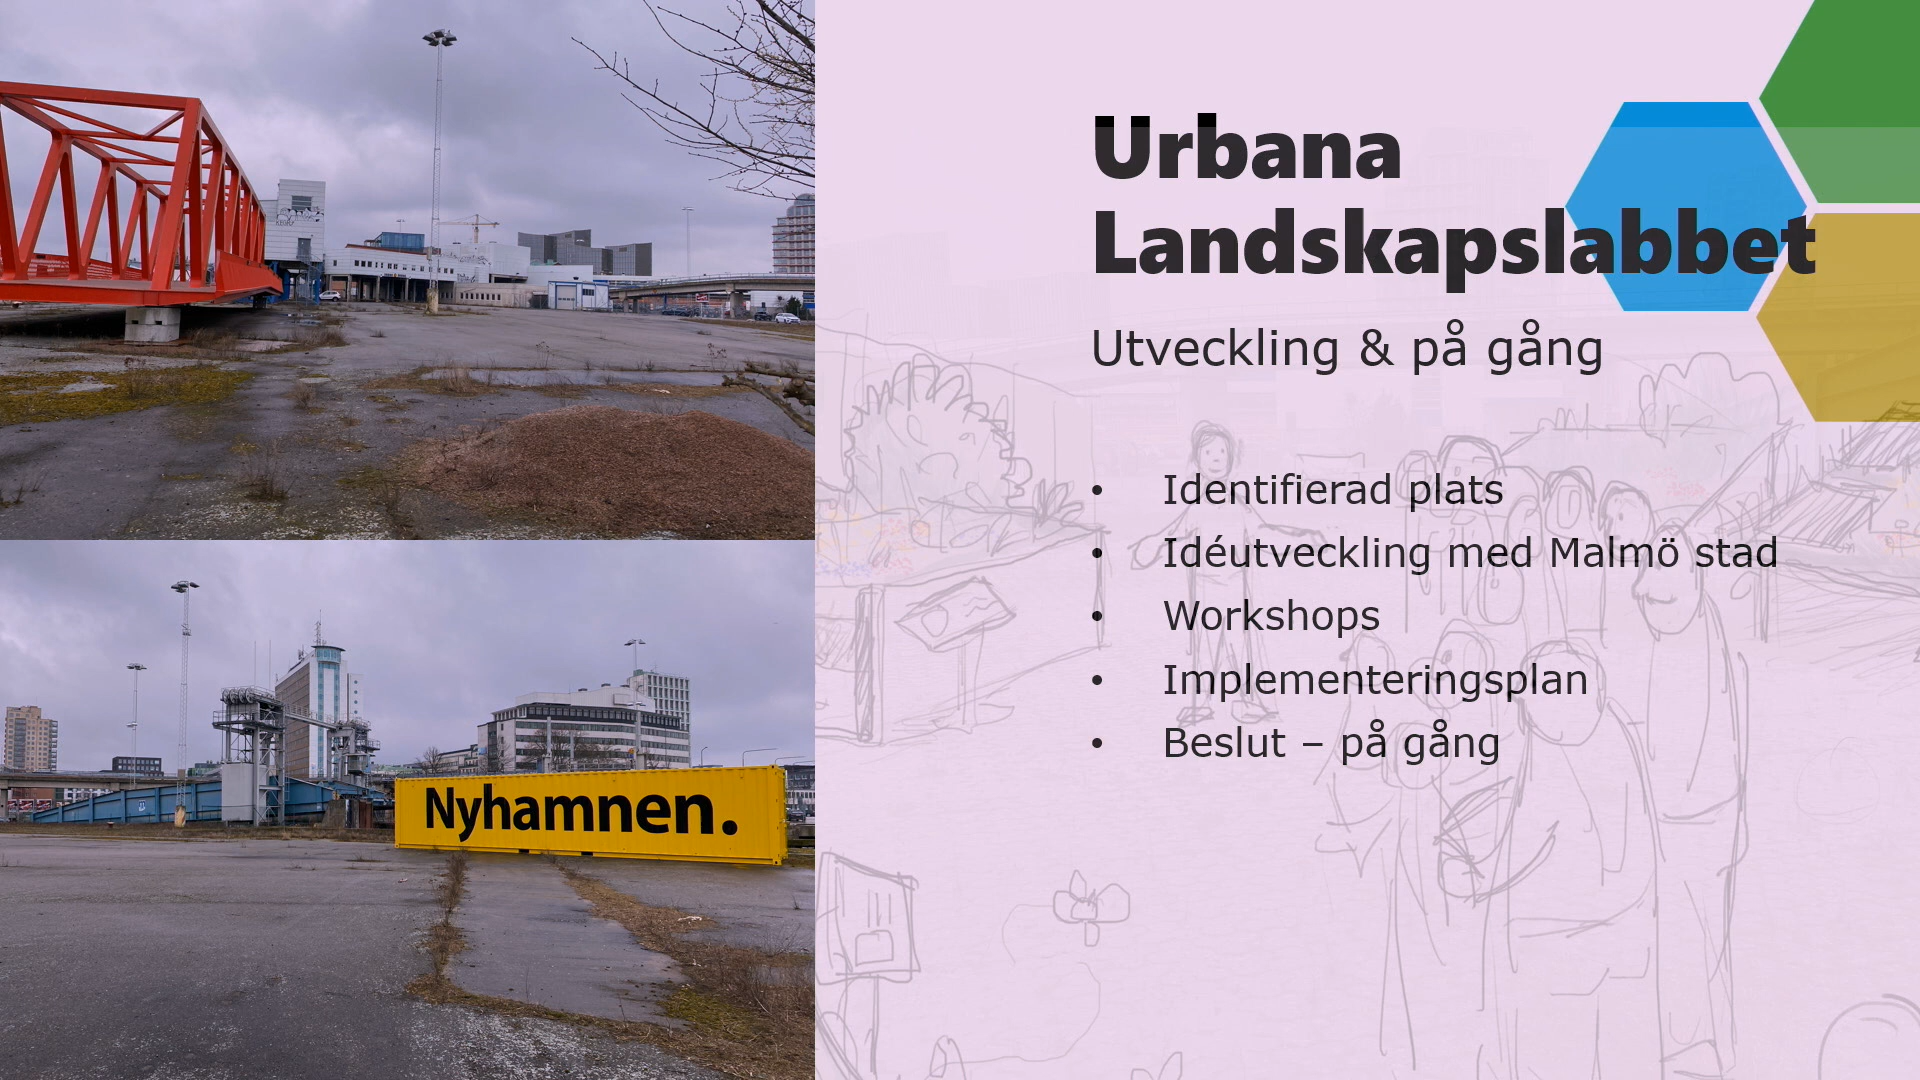 Urbana
Landskapslabbet
Utveckling & på gång
• Identifierad plats
• Idéutveckling med Malmö stad
• Workshops
• Implementeringsplan
• Beslut – på gång
Nyhamnen.